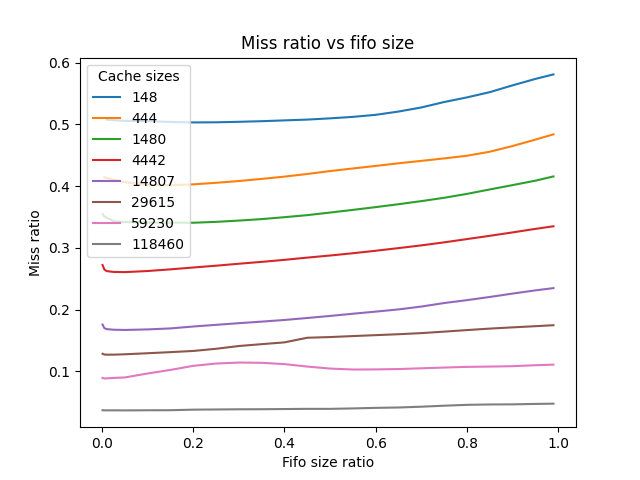 Miss ratio vs fifo size
Cache sizes
148
444
1480
4442
14807
29615
59230
118460
Miss ratio
0.6
0.5
0.4
0.3
0.2
0.1
0.0 0.2 0.4 0.6 0.8 1.0
Fifo size ratio